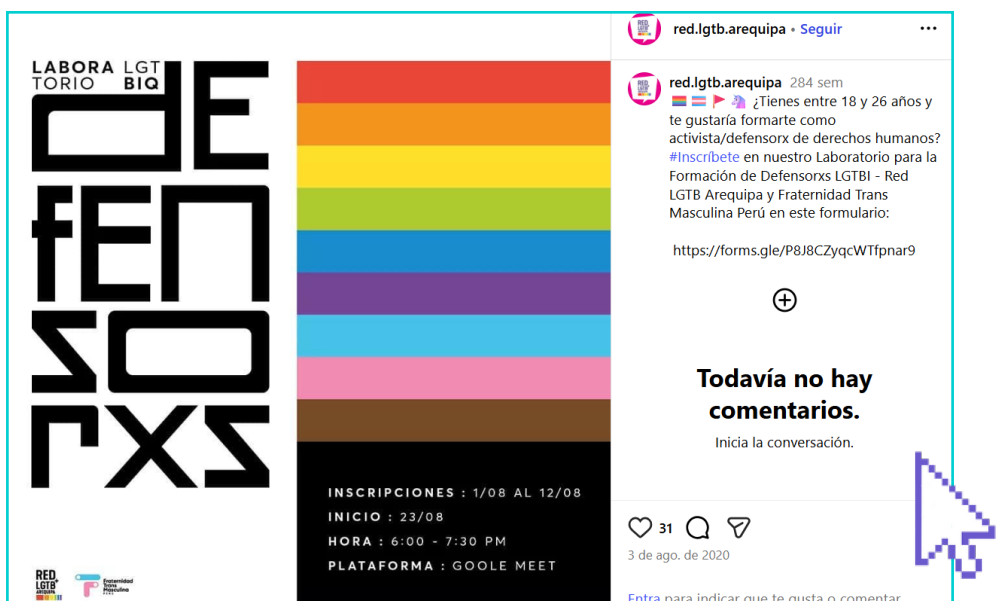 LABORA LGT
TORIO BIQ
dE
fEn
so
rxs
INSCRIPCIONES : 1/08 AL 12/08
INICIO : 23/08
HORA : 6:00 - 7:30 PM
PLATAFORMA : GOOLE MEET
RED
LGTB+
AREQUIPA
Fraternidad
Trans
Masculina
PERÚ
red.lgtb.arequipa • Seguir
red.lgtb.arequipa 284 sem
¿Tienes entre 18 y 26 años y
te gustaría formarte como
activista/defensorx de derechos humanos?
#Inscríbete en nuestro Laboratorio para la
Formación de Defensorxs LGTBI - Red
LGTB Arequipa y Fraternidad Trans
Masculina Perú en este formulario:
https://forms.gle/P8J8CZyqcWTfpnar9
Todavía no hay
comentarios.
Inicia la conversación.
31
3 de ago. de 2020
Entra para indicar que te gusta o comentar